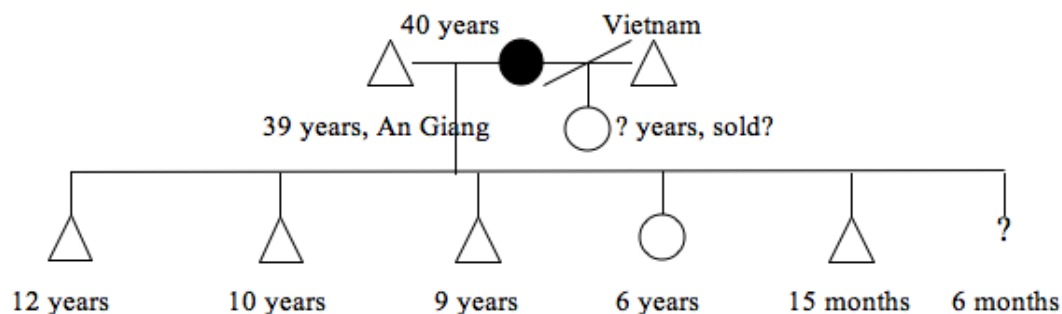 40 years
Vietnam
39 years, An Giang
? years, sold?
?
12 years
10 years
9 years
6 years
15 months
6 months